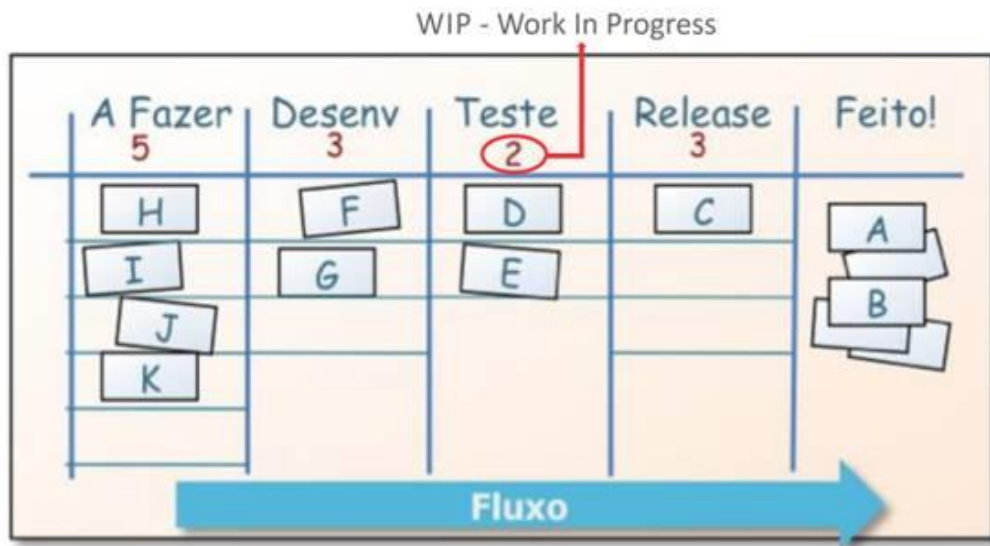 WIP - Work In Progress
A Fazer Desenv Teste Release Feito!
5 3 2 3
H F D C
A
I G E
B
J
K
Fluxo